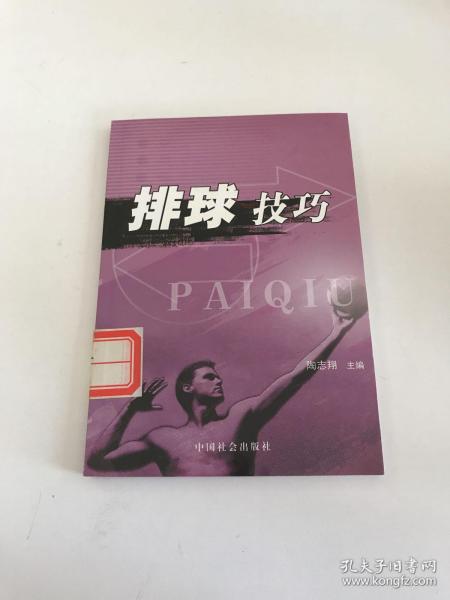 排球 技巧
PAIQIU
陶志翔 主编
中国社会出版社
孔夫子旧书网
www.kongfz.com